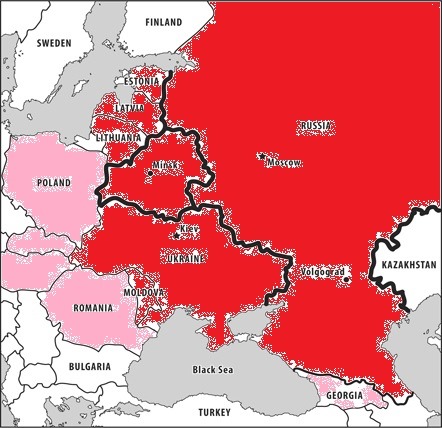 FINLAND
SWEDEN
ESTONIA
LATVIA
RUSSIA
LITHUANIA
Moscow
Minsk
POLAND
Kiev
UKRAINE
KAZAKHSTAN
Volgograd
MOLDOVA
ROMANIA
BULGARIA
Black Sea
GEORGIA
TURKEY